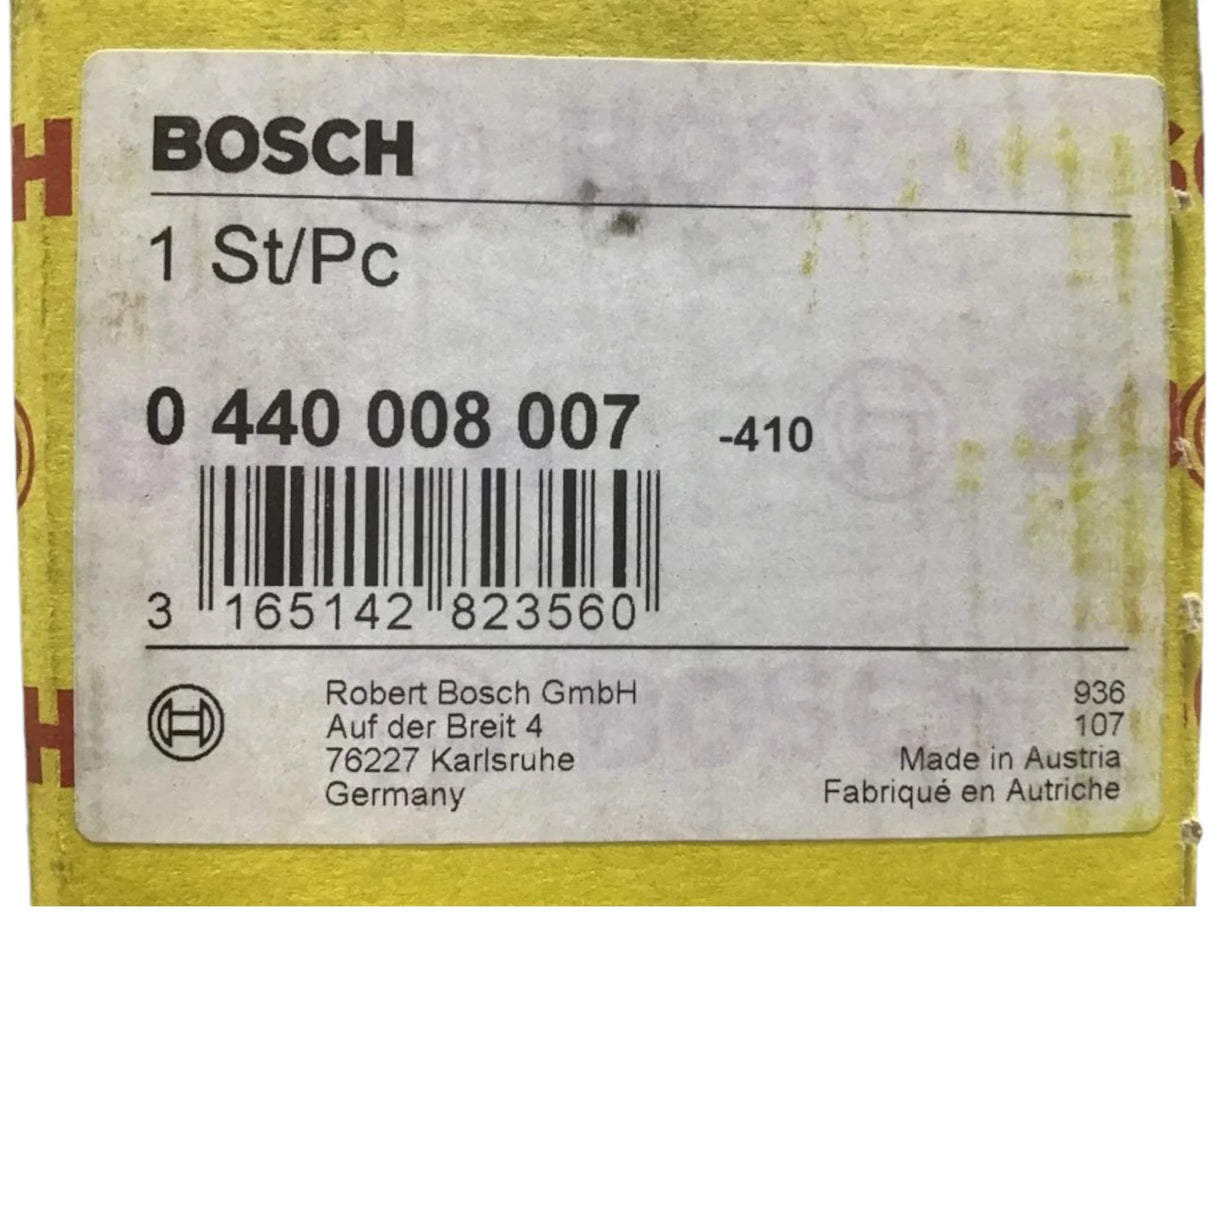 BOSCH
1 St/Pc
0 440 008 007 -410
3 165142 823560
Robert Bosch GmbH
Auf der Breit 4
76227 Karlsruhe
Germany
936
107
Made in Austria
Fabriqué en Autriche